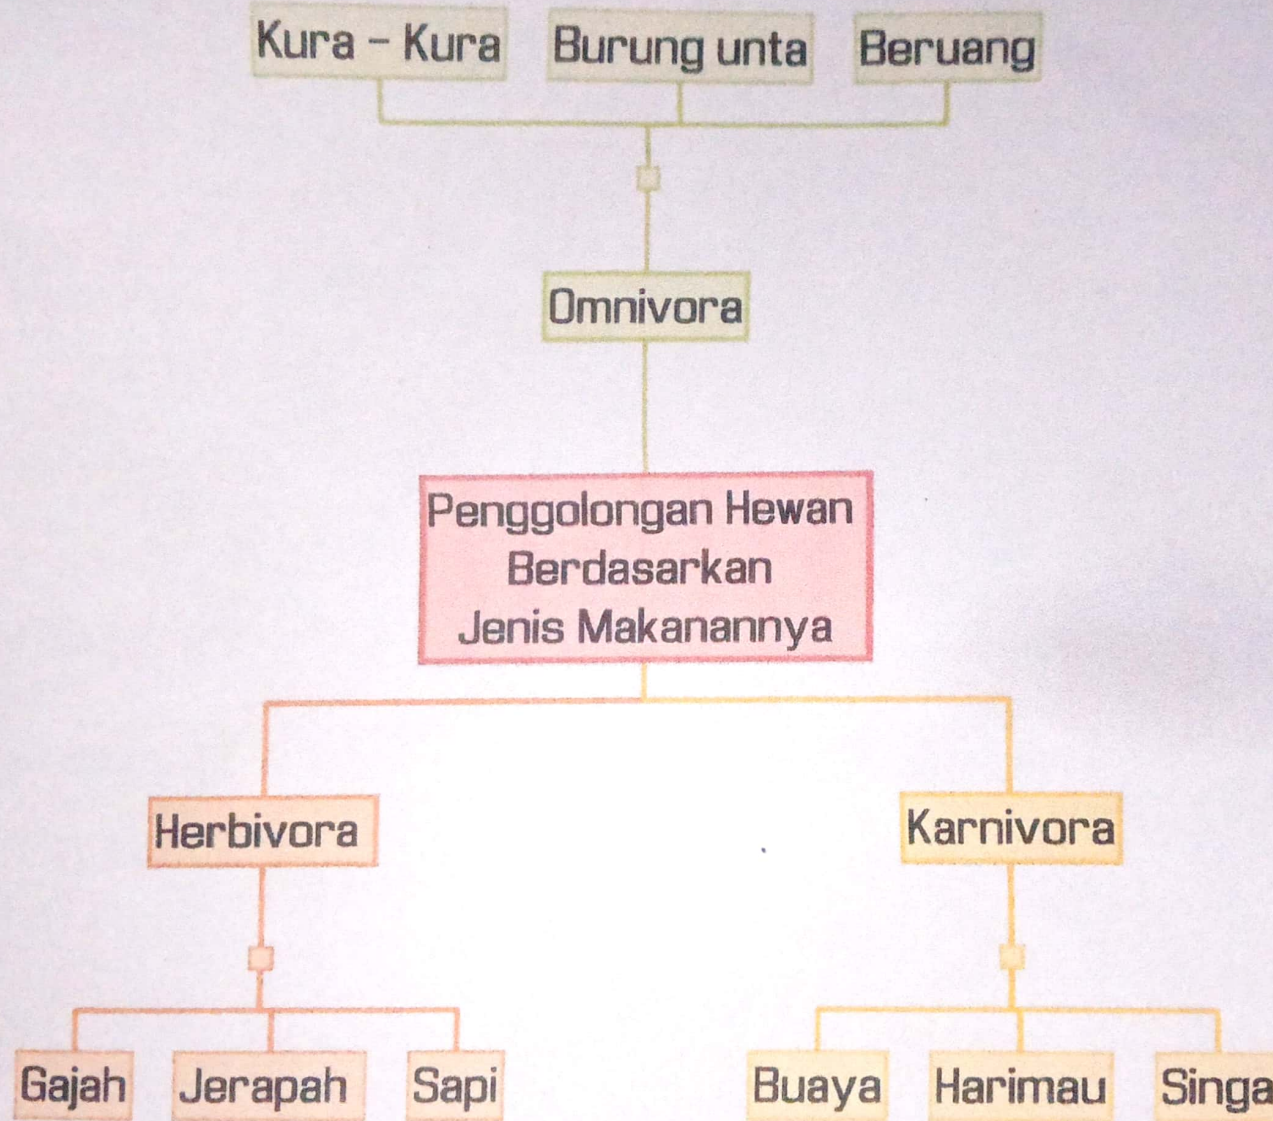 Kura - Kura Burung unta Beruang
Omnivora
Penggolongan Hewan
Berdasarkan
Jenis Makanannya
Herbivora Karnivora
Gajah Jerapah Sapi Buaya Harimau Singa